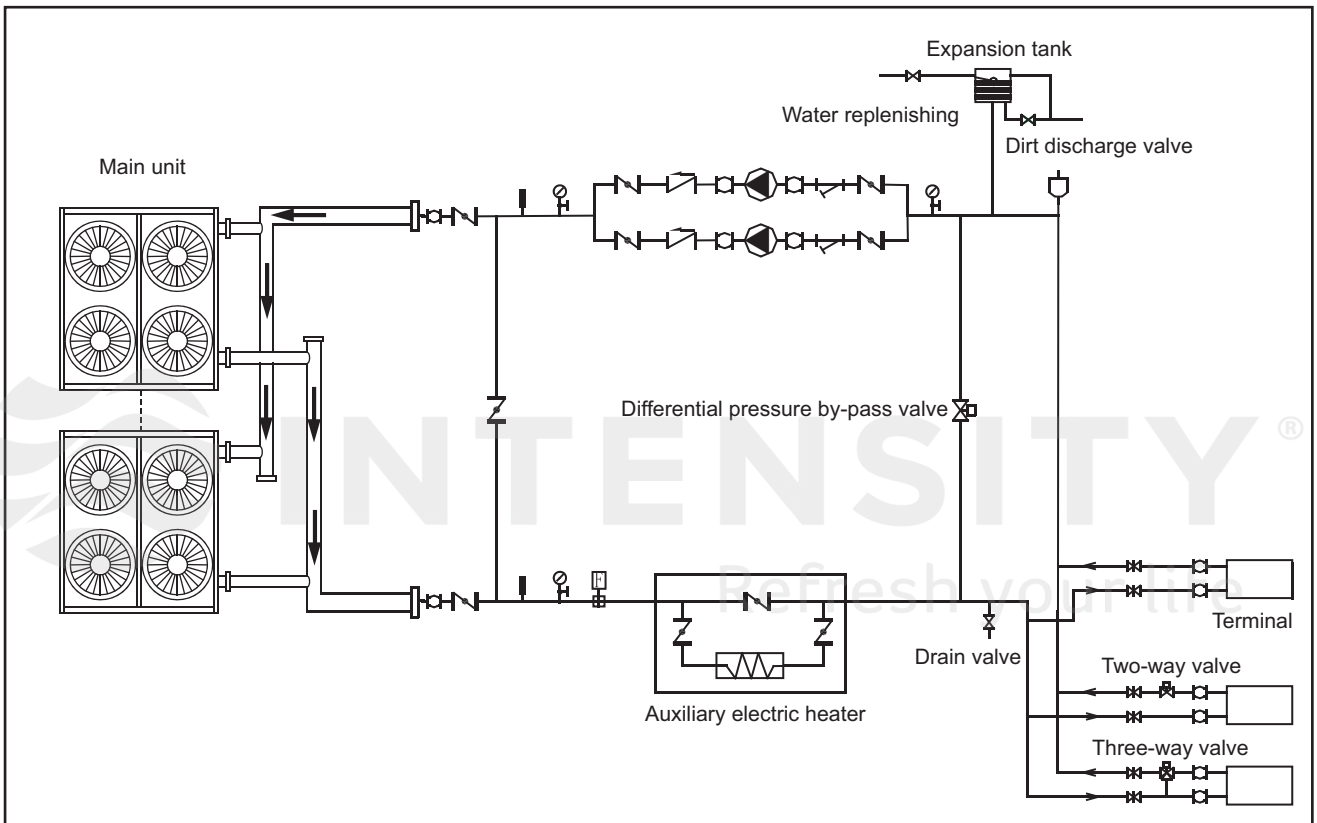 Expansion tank
Water replenishing
Dirt discharge valve
Main unit
Differential pressure by-pass valve
INTENSITY®
Refresh your life
F
Terminal
Drain valve
Two-way valve
Auxiliary electric heater
Three-way valve